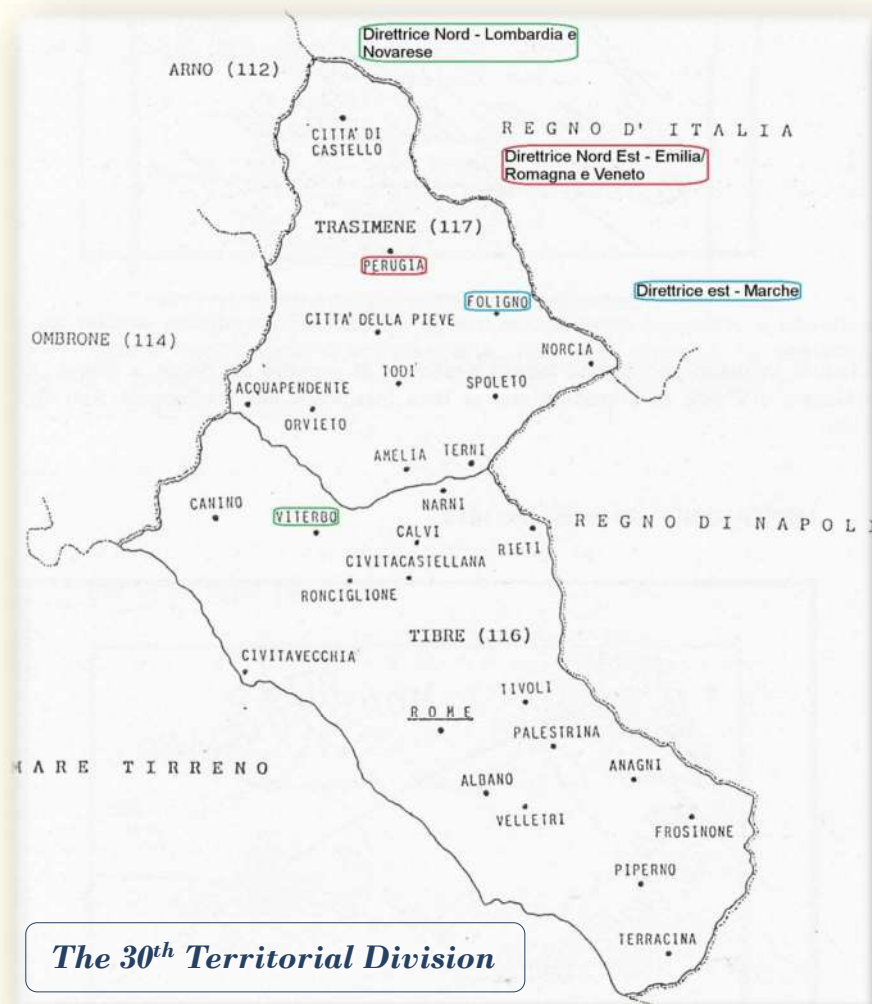 Direttrice Nord - Lombardia e
Novarese
ARNO (112)
CITTÀ DI
CASTELLO
REGNO D'ITALIA
Direttrice Nord Est - Emilia/
Romagna e Veneto
TRASIMENE (117)
PERUGIA
Direttrice est - Marche
FOLIGNO
CITTÀ DELLA PIEVE
OMBRONE (114)
NORCIA
TODI
ACQUAPENDENTE
SPOLETO
ORVIETO
AMELIA
TERNI
CANINO
NARNI
VITERBO
REGNO DI NAPOLI
CALVI
RIETI
CIVITACASTELLANA
RONCIGLIONE
TIBRE (116)
CIVITAVECCHIA
TIVOLI
ROME
PALESTRINA
MARE TIRRENO
ANAGNI
ALBANO
VELLETRI
FROSINONE
PIPERNO
TERRACINA
The 30th Territorial Division